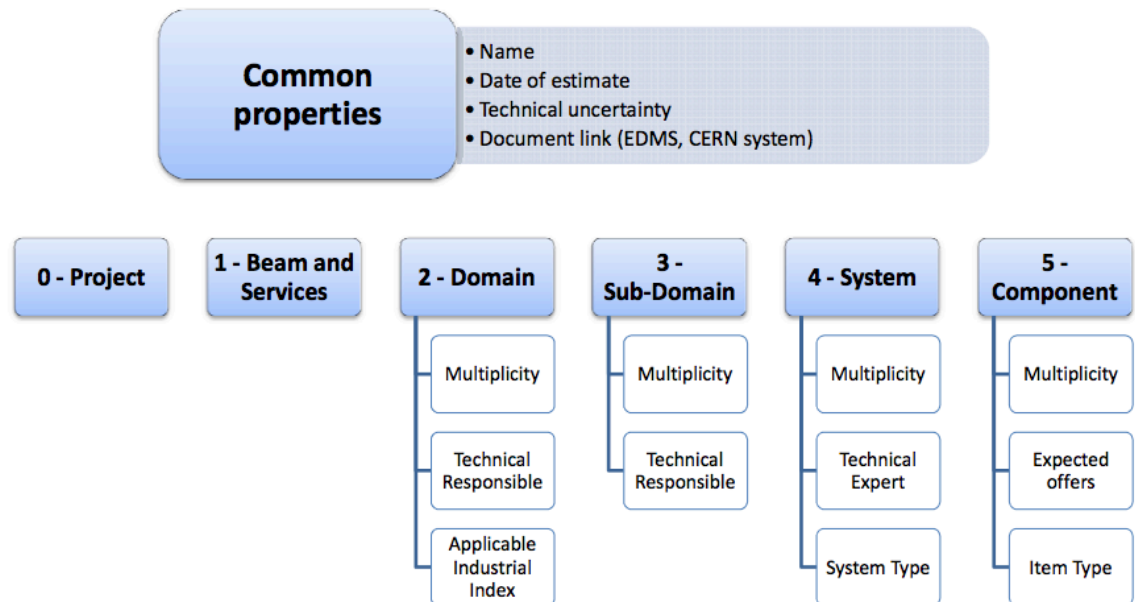 Common
properties
• Name
• Date of estimate
• Technical uncertainty
• Document link (EDMS, CERN system)
0 - Project
1 - Beam and
Services
2 - Domain
3 -
Sub-Domain
4 - System
5 -
Component
Multiplicity
Multiplicity
Multiplicity
Multiplicity
Technical
Responsible
Technical
Responsible
Technical
Expert
Expected
offers
Applicable
Industrial
Index
System Type
Item Type